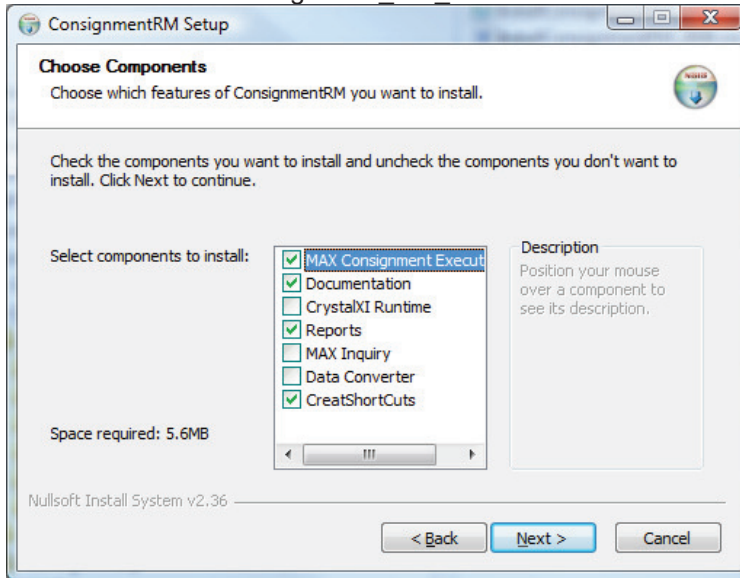 ConsignmentRM Setup
Choose Components
Choose which features of ConsignmentRM you want to install.
Check the components you want to install and uncheck the components you don't want to
install. Click Next to continue.
Select components to install:
MAX Consignment Execut
Documentation
CrystalXI Runtime
Reports
MAX Inquiry
Data Converter
CreatShortCuts
Description
Position your mouse
over a component to
see its description.
Space required: 5.6MB
Nullsoft Install System v2.36
< Back
Next >
Cancel